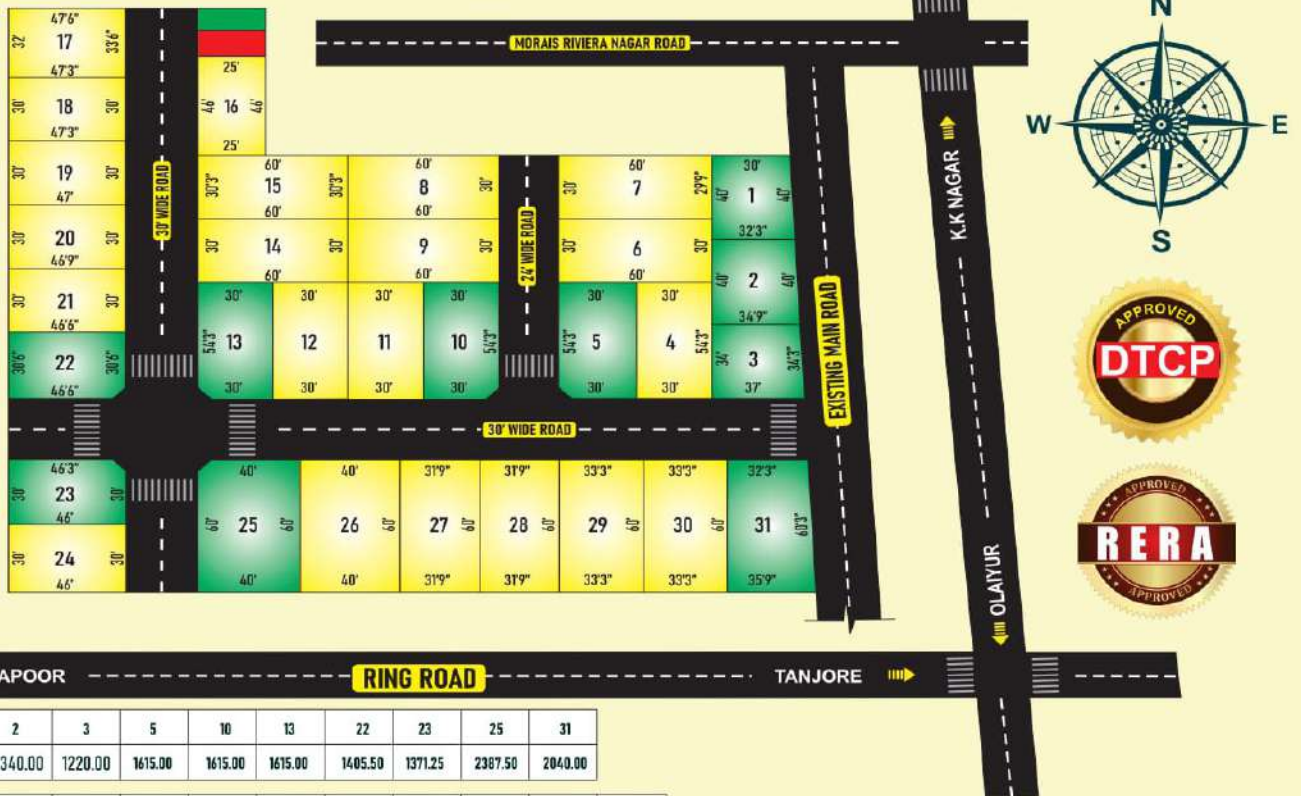 N
W E
S
MORAIS RIVIERA NAGAR ROAD
K.K NAGAR
OLAIYUR
EXISTING MAIN ROAD
30' WIDE ROAD
24' WIDE ROAD
30' WIDE ROAD
47'6"
32' 17 33'6"
47'3"
30' 18 30'
47'3"
30' 19 30'
47'
30' 20 30'
46'9"
30' 21 30'
46'6"
30'6" 22 30'6"
46'6"
25'
46' 16 46'
25'
60'
30'3" 15 30'3"
60'
30' 14 30'
60'
60'
8 30'
60'
9 30'
60'
60'
30' 7 29'9"
30' 6 30'
60'
30'
40' 1 40'
32'3"
40' 2 40'
34'9"
34' 3 34'3"
37'
30' 30' 30' 30' 30' 30'
54'3" 13 12 11 10 54'3" 54'3" 5 4 54'3"
30' 30' 30' 30' 30' 30'
46'3"
30' 23 30'
46'
30' 24 30'
46'
40' 40' 31'9" 31'9" 33'3" 33'3" 32'3"
60' 25 60' 26 60' 27 60' 28 60' 29 60' 30 60' 31 60'3"
40' 40' 31'9" 31'9" 33'3" 33'3" 35'9"
APPROVED
DTCP
APPROVED
RERA
APPROVED
APOOR RING ROAD TANJORE
2 3 5 10 13 22 23 25 31
340.00 1220.00 1615.00 1615.00 1615.00 1405.50 1371.25 2387.50 2040.00